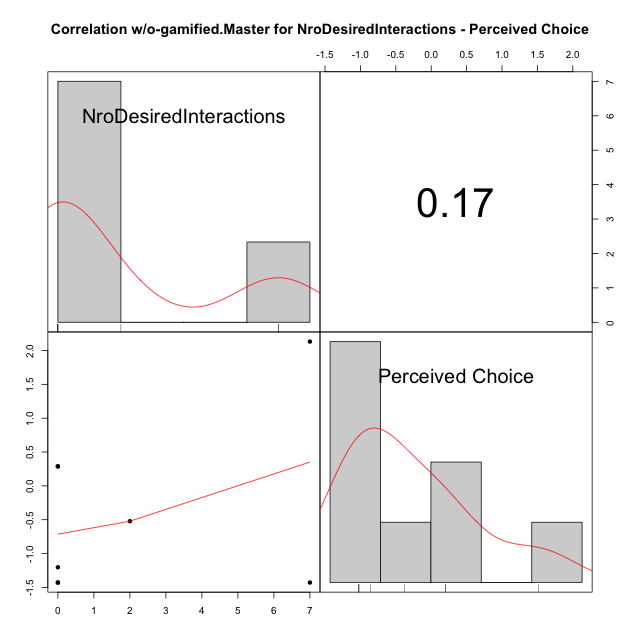 Correlation w/o-gamified.Master for NroDesiredInteractions - Perceived Choice
-1.5 -1.0 -0.5 0.0 0.5 1.0 1.5 2.0
NroDesiredInteractions
0.17
0 1 2 3 4 5 6 7
Perceived Choice
-1.5 -1.0 -0.5 0.0 0.5 1.0 1.5 2.0
0 1 2 3 4 5 6 7